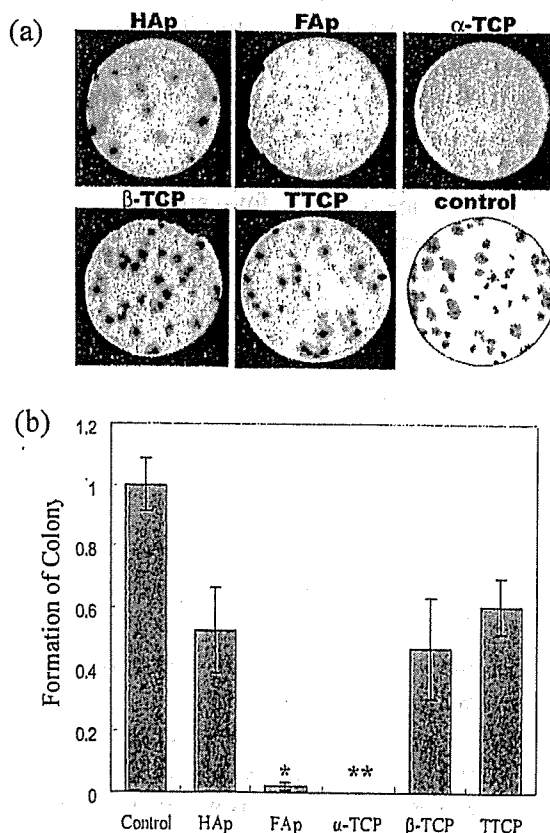 (a)
HAp FAp α-TCP
β-TCP TTCP control
(b)
Formation of Colony
1,2
1
0.8
0.6
0.4
0.2
0
* **
Control HAp FAp α-TCP β-TCP TTCP